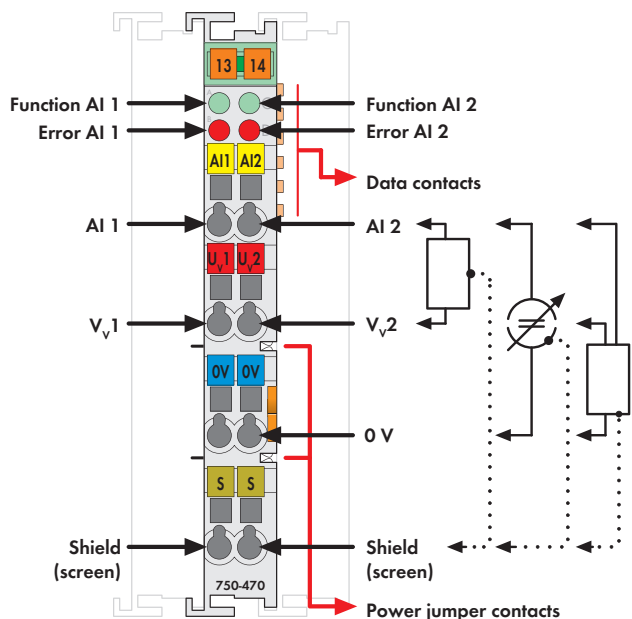 13 14
Function AI 1
Function AI 2
Error AI 1
Error AI 2
AI1 AI2
Data contacts
AI 1
AI 2
Uv1 Uv2
Vv1
Vv2
0V 0V
0 V
S S
Shield
(screen)
Shield
(screen)
750-470
Power jumper contacts